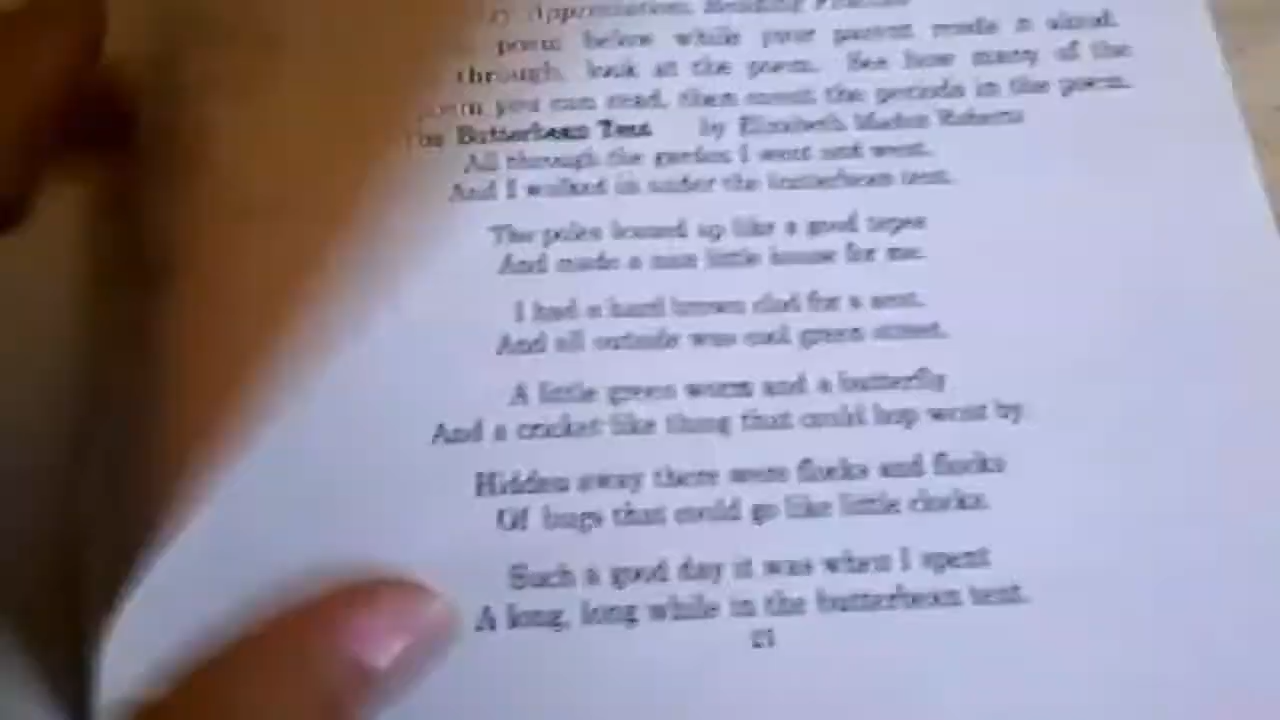 Appreciation, Reading Practice
poem below while your parent reads it aloud.
through, look at the poem. See how many of the
you can read, then count the periods in the poem.
Butterbean Tent by Elizabeth Madox Roberts
All through the garden I went and went,
And I walked in under the butterbean tent.
The poles leaned up like a good tepee
And made a nice little house for me.
I had a hard brown clod for a seat,
And all outside was cool green street.
A little green worm and a butterfly
And a cricket-like thing that could hop went by.
Hidden away there were flocks and flocks
Of bugs that could go like little clocks.
Such a good day it was when I spent
A long, long while in the butterbean tent.